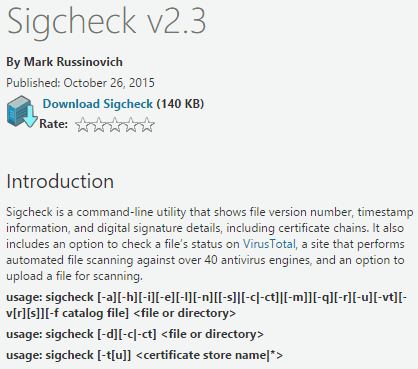 Sigcheck v2.3
By Mark Russinovich
Published: October 26, 2015
Download Sigcheck (140 KB)
Rate:
Introduction
Sigcheck is a command-line utility that shows file version number, timestamp
information, and digital signature details, including certificate chains. It also
includes an option to check a file's status on VirusTotal, a site that performs
automated file scanning against over 40 antivirus engines, and an option to
upload a file for scanning.
usage: sigcheck [-a][-h][-i][-e][-l][-n][[-s]|[-c|-ct]|[-m]][-q][-r][-u][-vt][-
v[r][s]][-f catalog file] <file or directory>
usage: sigcheck [-d][-c|-ct] <file or directory>
usage: sigcheck [-t[u]] <certificate store name|*>